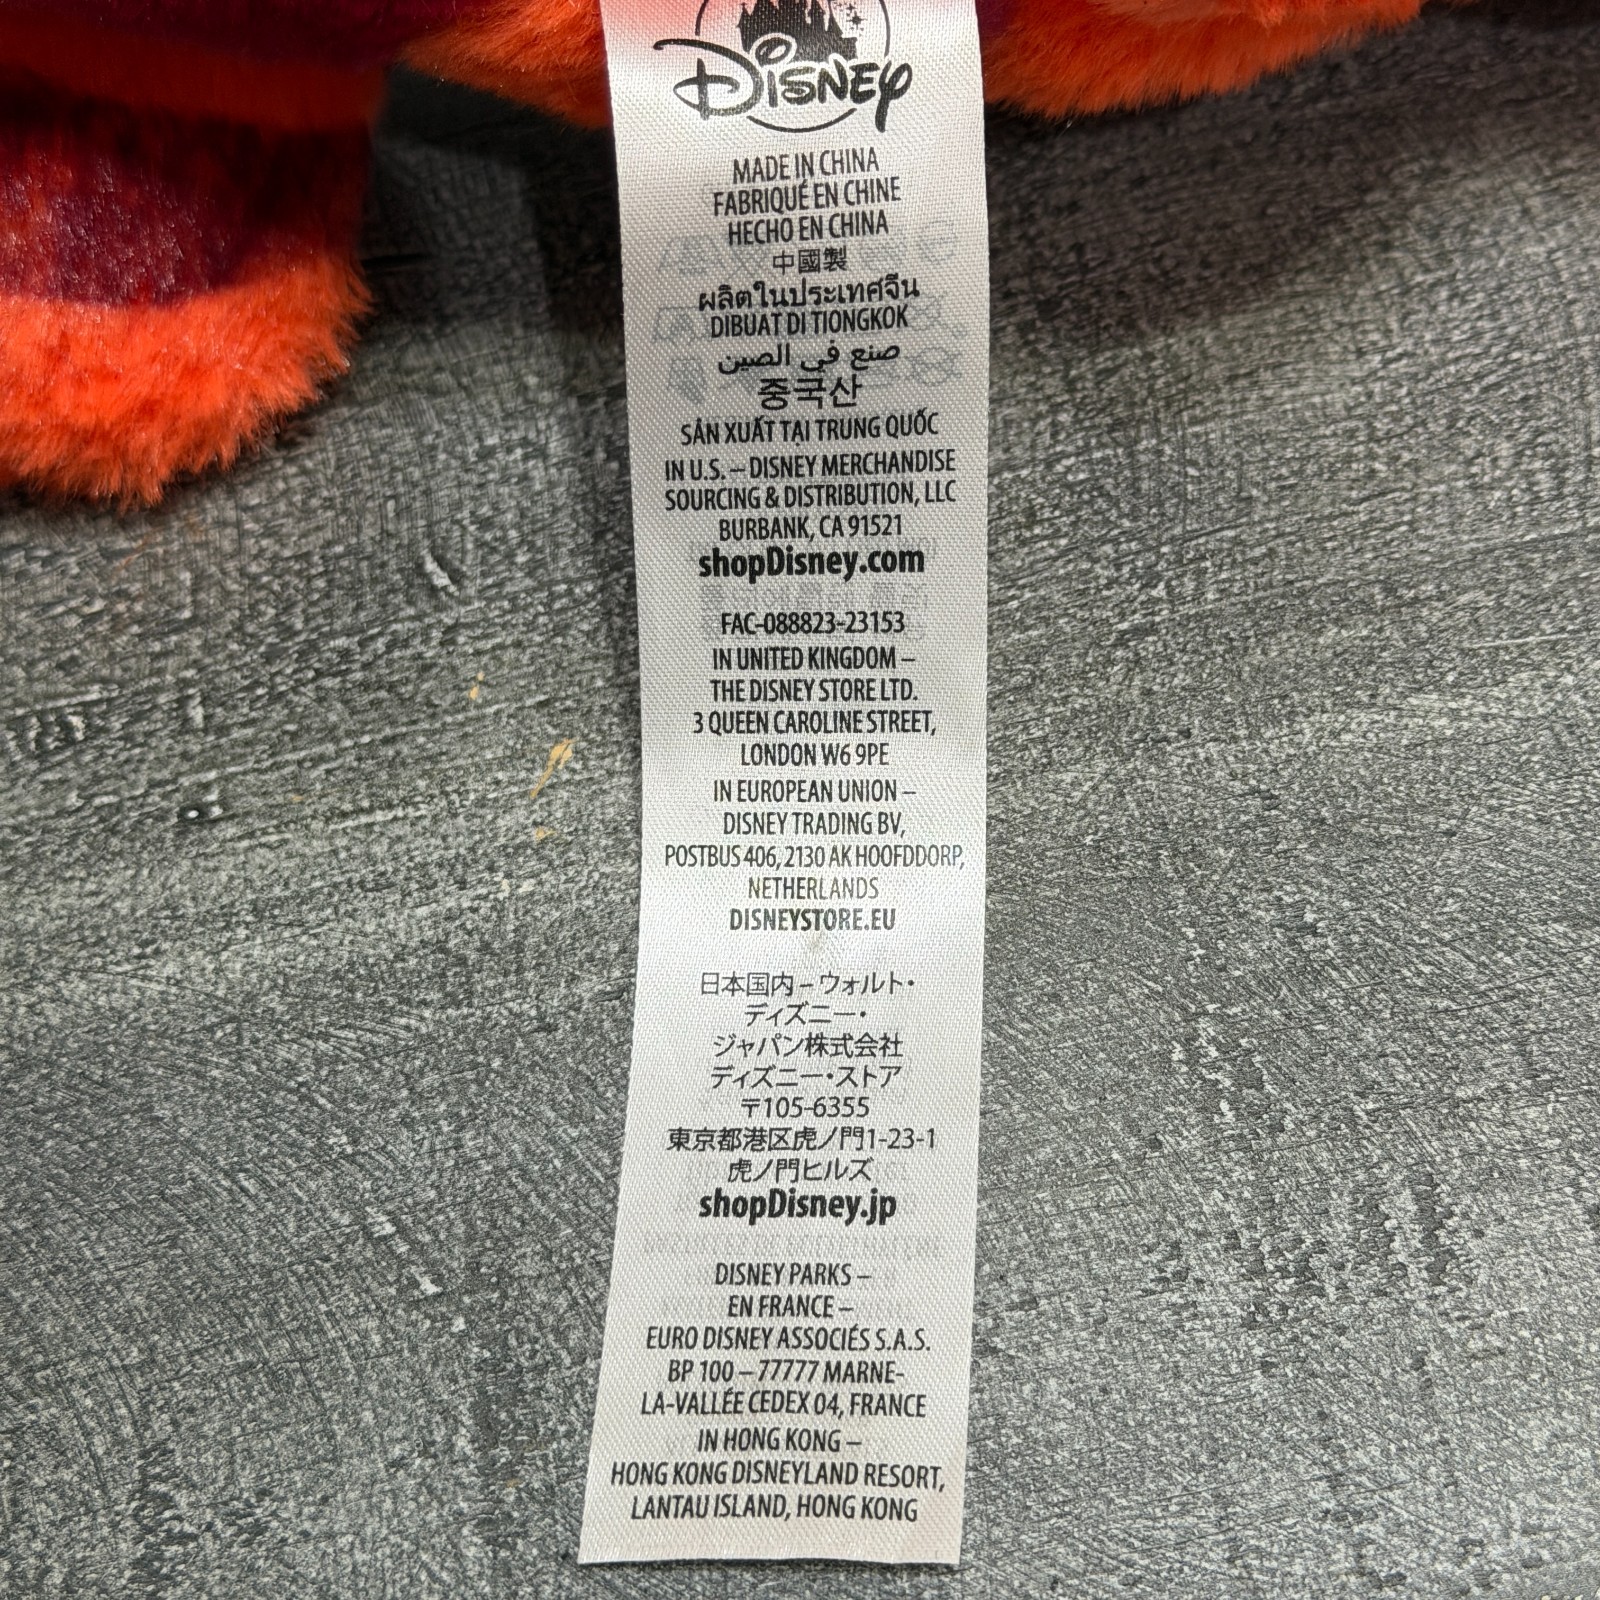 Disney
MADE IN CHINA
FABRIQUÉ EN CHINE
HECHO EN CHINA
中國製
ผลิตในประเทศจีน
DIBUAT DI TIONGKOK
صنع في الصين
중국산
SẢN XUẤT TẠI TRUNG QUỐC
IN U.S. – DISNEY MERCHANDISE
SOURCING & DISTRIBUTION, LLC
BURBANK, CA 91521
shopDisney.com
FAC-088823-23153
IN UNITED KINGDOM –
THE DISNEY STORE LTD.
3 QUEEN CAROLINE STREET,
LONDON W6 9PE
IN EUROPEAN UNION –
DISNEY TRADING BV,
POSTBUS 406, 2130 AK HOOFDDORP,
NETHERLANDS
DISNEYSTORE.EU
日本国内 – ウォルト・
ディズニー・
ジャパン株式会社
ディズニー・ストア
〒105-6355
東京都港区虎ノ門1-23-1
虎ノ門ヒルズ
shopDisney.jp
DISNEY PARKS –
EN FRANCE –
EURO DISNEY ASSOCIÉS S.A.S.
BP 100 – 77777 MARNE-
LA-VALLÉE CEDEX 04, FRANCE
IN HONG KONG –
HONG KONG DISNEYLAND RESORT,
LANTAU ISLAND, HONG KONG